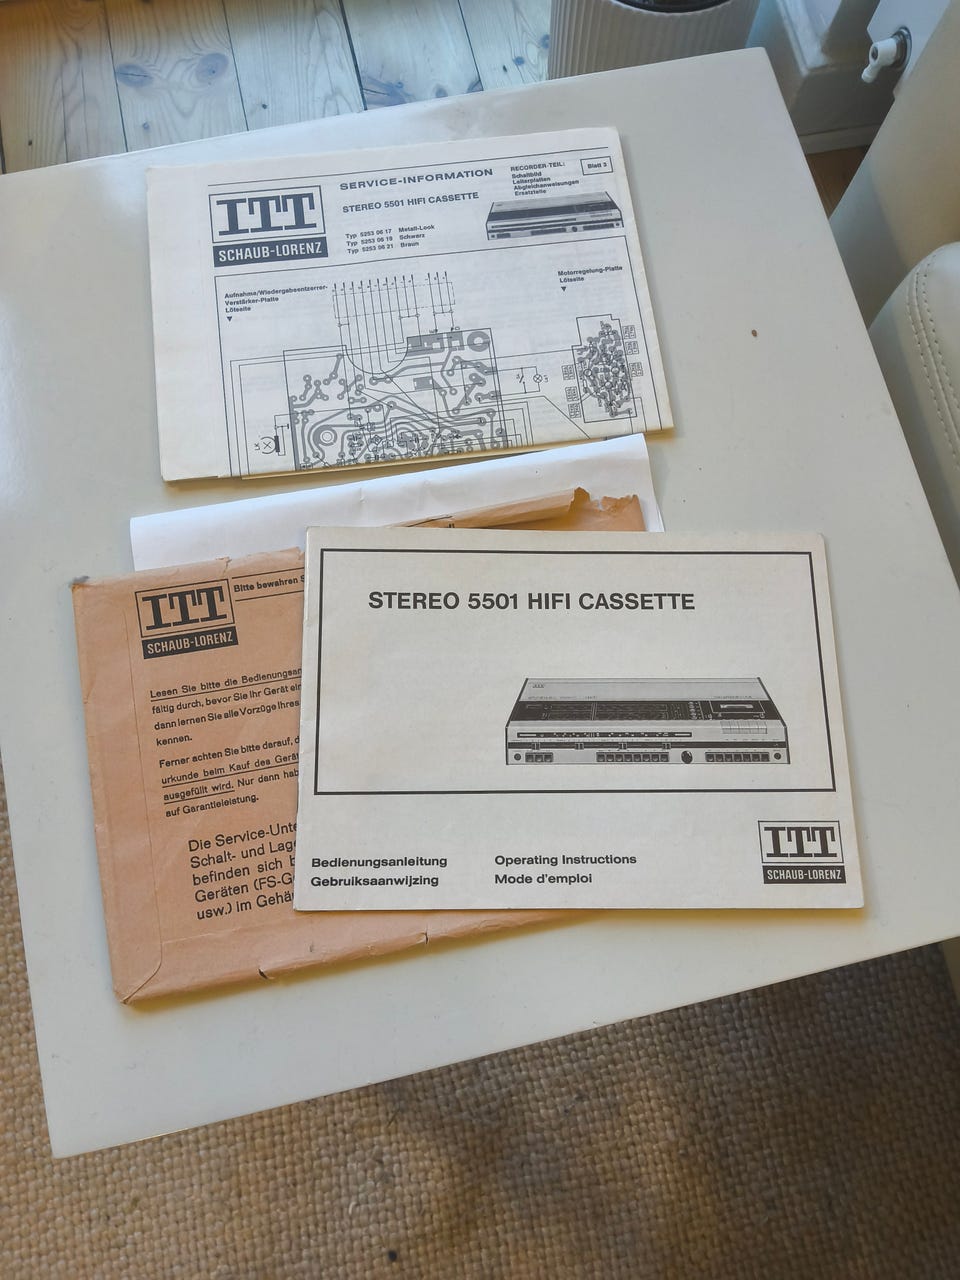 ITT
SCHAUB-LORENZ
SERVICE-INFORMATION
STEREO 5501 HIFI CASSETTE
Typ 5253 06 17 Metall-Look
Typ 5253 06 19 Schwarz
Typ 5253 06 21 Braun
RECORDER-TEIL:
Schaltbild
Leiterplatten
Abgleichanweisungen
Ersatzteile
Blatt 3
Aufnahme/Wiedergabeentzerrer-
Verstärker-Platte
Lötseite
Motorregelung-Platte
Lötseite
ITT
SCHAUB-LORENZ
Bitte bewahren S
Lesen Sie bitte die Bedienungsan
fältig durch, bevor Sie Ihr Gerät ein
dann lernen Sie alle Vorzüge Ihres
kennen.
Ferner achten Sie bitte darauf, d
urkunde beim Kauf des Gerä
ausgefüllt wird. Nur dann hab
auf Garantieleistung.
Die Service-Unte
Schalt- und Lage
befinden sich b
Geräten (FS-G
usw.) im Gehäu
STEREO 5501 HIFI CASSETTE
Bedienungsanleitung
Gebruiksaanwijzing
Operating Instructions
Mode d'emploi
ITT
SCHAUB-LORENZ